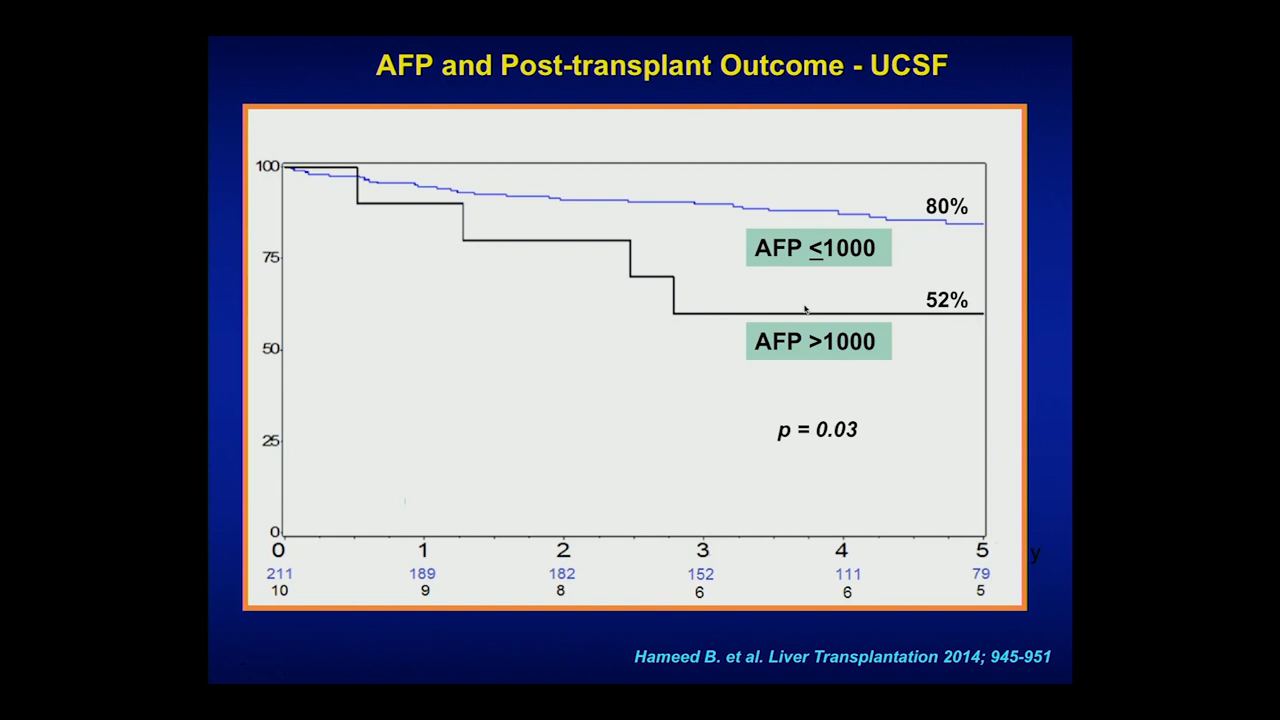 AFP and Post-transplant Outcome - UCSF
100
80%
AFP ≤1000
75
52%
AFP >1000
50
p = 0.03
25
0
0 1 2 3 4 5 y
211 189 182 152 111 79
10 9 8 6 6 5
Hameed B. et al. Liver Transplantation 2014; 945-951